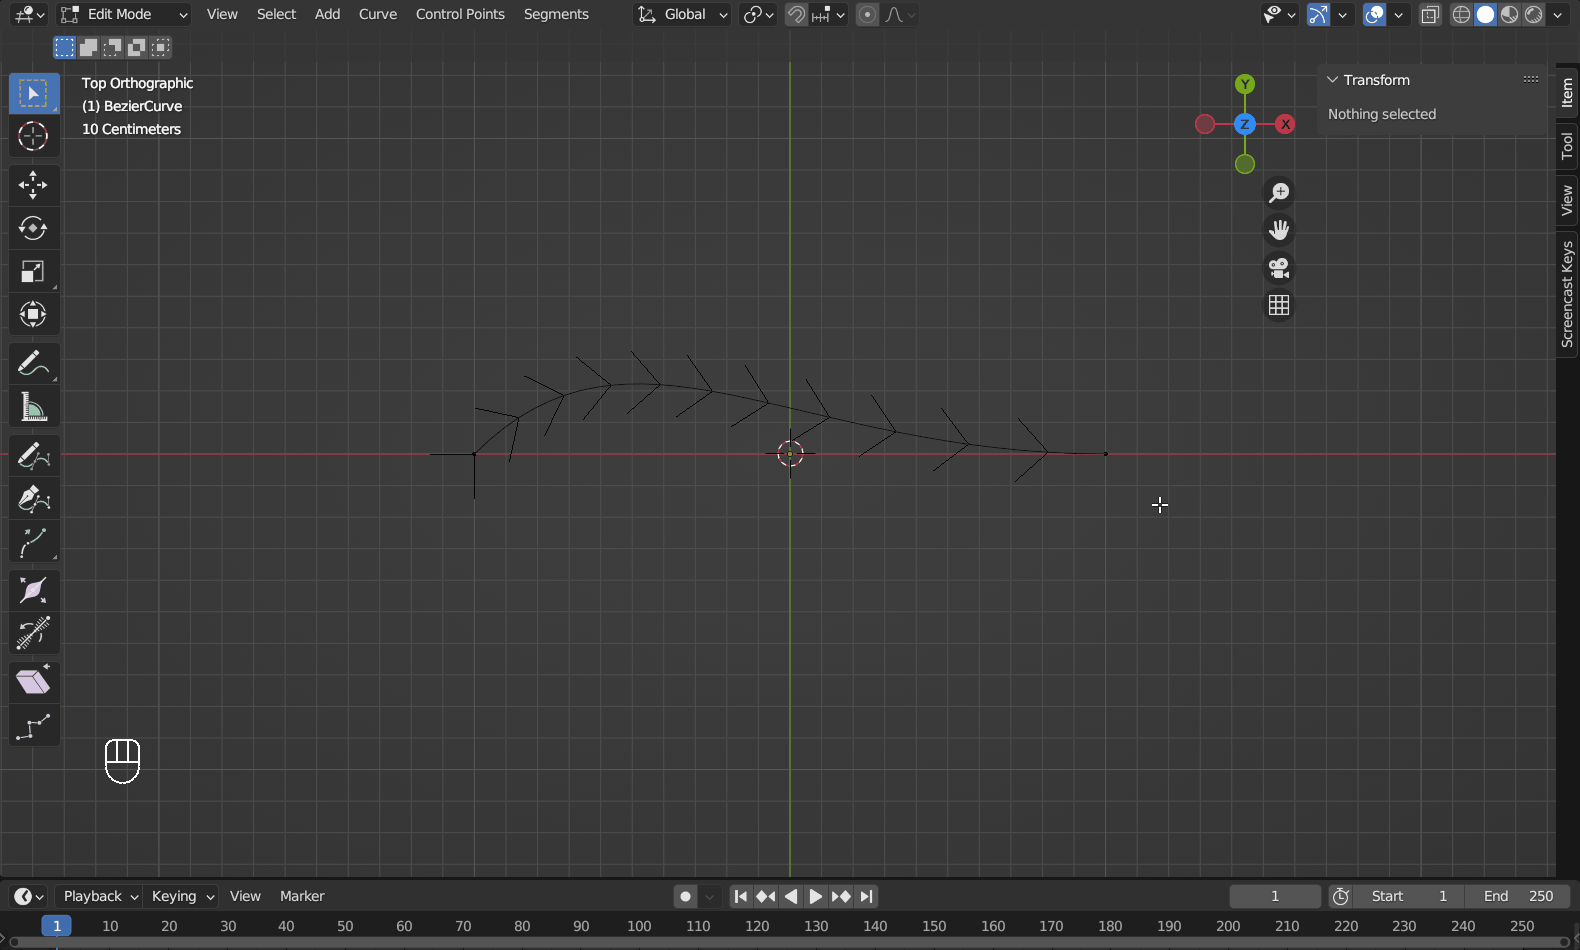 Edit Mode View Select Add Curve Control Points Segments Global
Top Orthographic
(1) BezierCurve
10 Centimeters
Y
X
Z
Transform
Nothing selected
Item
Tool
View
Screencast Keys
Playback Keying View Marker 1 Start 1 End 250
1 10 20 30 40 50 60 70 80 90 100 110 120 130 140 150 160 170 180 190 200 210 220 230 240 250